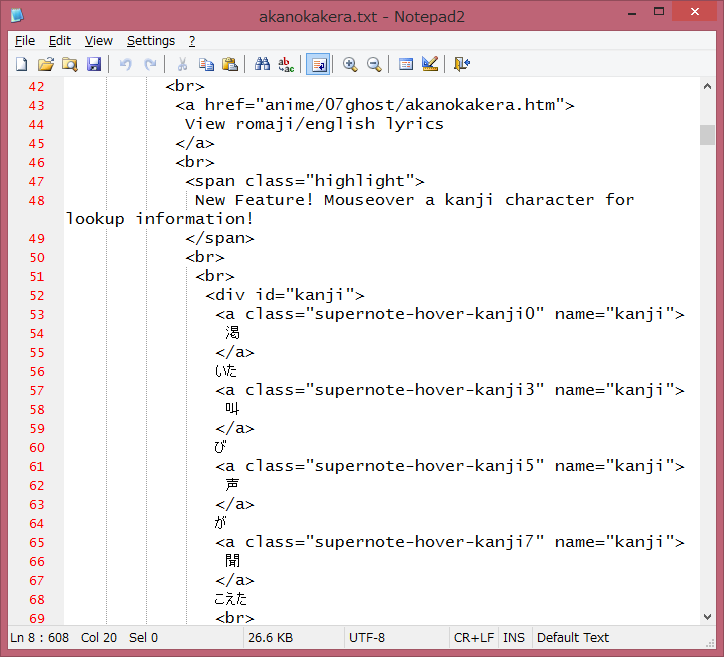 akanokakera.txt - Notepad2
File Edit View Settings ?
42 <br>
43 <a href="anime/07ghost/akanokakera.htm">
44 View romaji/english lyrics
45 </a>
46 <br>
47 <span class="highlight">
48 New Feature! Mouseover a kanji character for
lookup information!
49 </span>
50 <br>
51 <br>
52 <div id="kanji">
53 <a class="supernote-hover-kanji0" name="kanji">
54 渇
55 </a>
56 いた
57 <a class="supernote-hover-kanji3" name="kanji">
58 叫
59 </a>
60 び
61 <a class="supernote-hover-kanji5" name="kanji">
62 声
63 </a>
64 が
65 <a class="supernote-hover-kanji7" name="kanji">
66 聞
67 </a>
68 こえた
69 <br>
Ln 8 : 608 Col 20 Sel 0 26.6 KB UTF-8 CR+LF INS Default Text